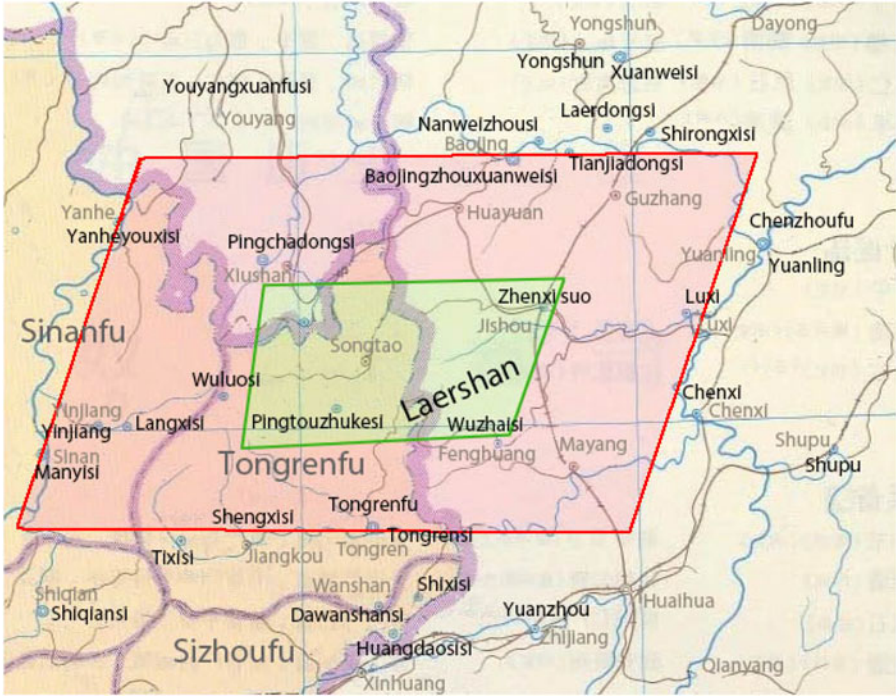 Yongshun
Dayong
Yongshun
Xuanweisi
Youyangxuanfusi
Youyang
Laerdongsi
Nanweizhousi
Shirongxisi
Baojing
Tianjiadongsi
Baojingzhouxuanweisi
Guzhang
Yanhe
Huayuan
Chenzhoufu
Yanheyouxisi
Pingchadongsi
Yuanling
Yuanling
Xiushan
Zhenxi suo
Luxi
Sinanfu
Jishou
Luxi
Songtao
Wuluosi
Laershan
Chenxi
Yinjiang
Pingtouzhukesi
Chenxi
Yinjiang
Langxisi
Wuzhaisi
Shupu
Sinan
Tongrenfu
Fenghuang
Mayang
Shupu
Manyisi
Tongrenfu
Shengxisi
Tongrensi
Tixisi
Jiangkou
Tongren
Wanshan
Shixisi
Shiqian
Shiqiansi
Dawanshansi
Yuanzhou
Huaihua
Sizhoufu
Huangdaosisi
Zhijiang
Xinhuang
Qianyang